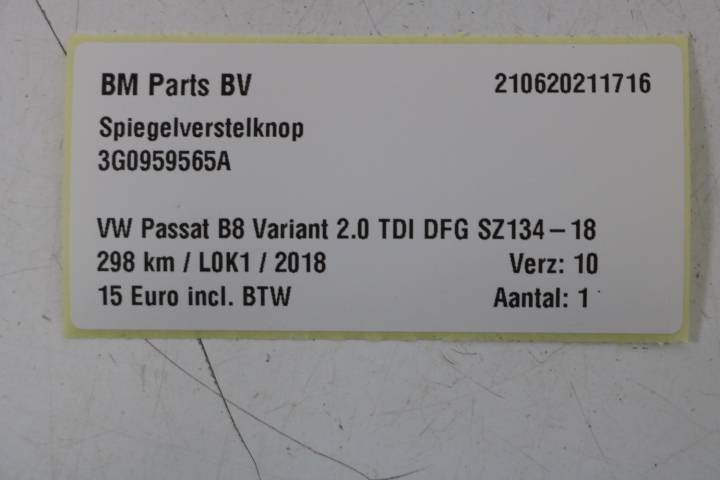 BM Parts BV 210620211716
Spiegelverstelknop
3G0959565A
VW Passat B8 Variant 2.0 TDI DFG SZ134-18
298 km / L0K1 / 2018 Verz: 10
15 Euro incl. BTW Aantal: 1